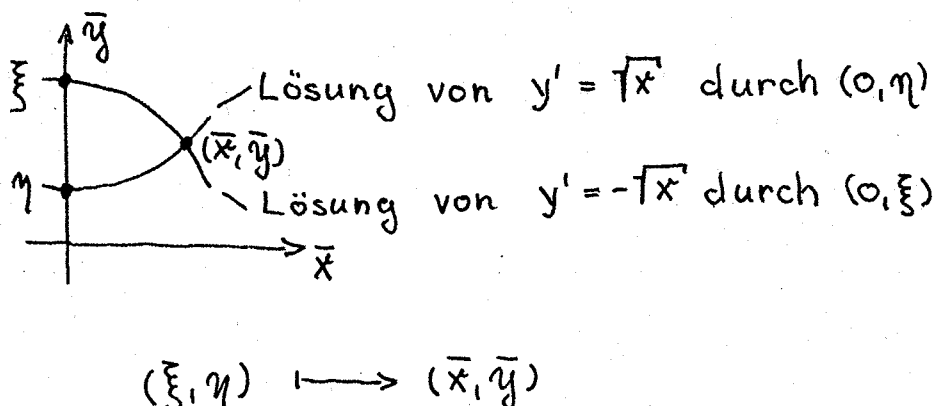 ȳ
ξ
Lösung von y' = √x durch (0,η)
(x̄,ȳ)
η
Lösung von y' = -√x durch (0,ξ)
x̄
(ξ,η) ↦ (x̄,ȳ)